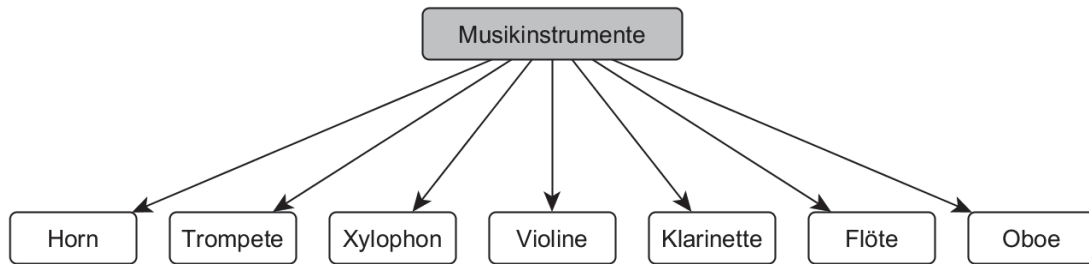 Musikinstrumente
Horn
Trompete
Xylophon
Violine
Klarinette
Flöte
Oboe